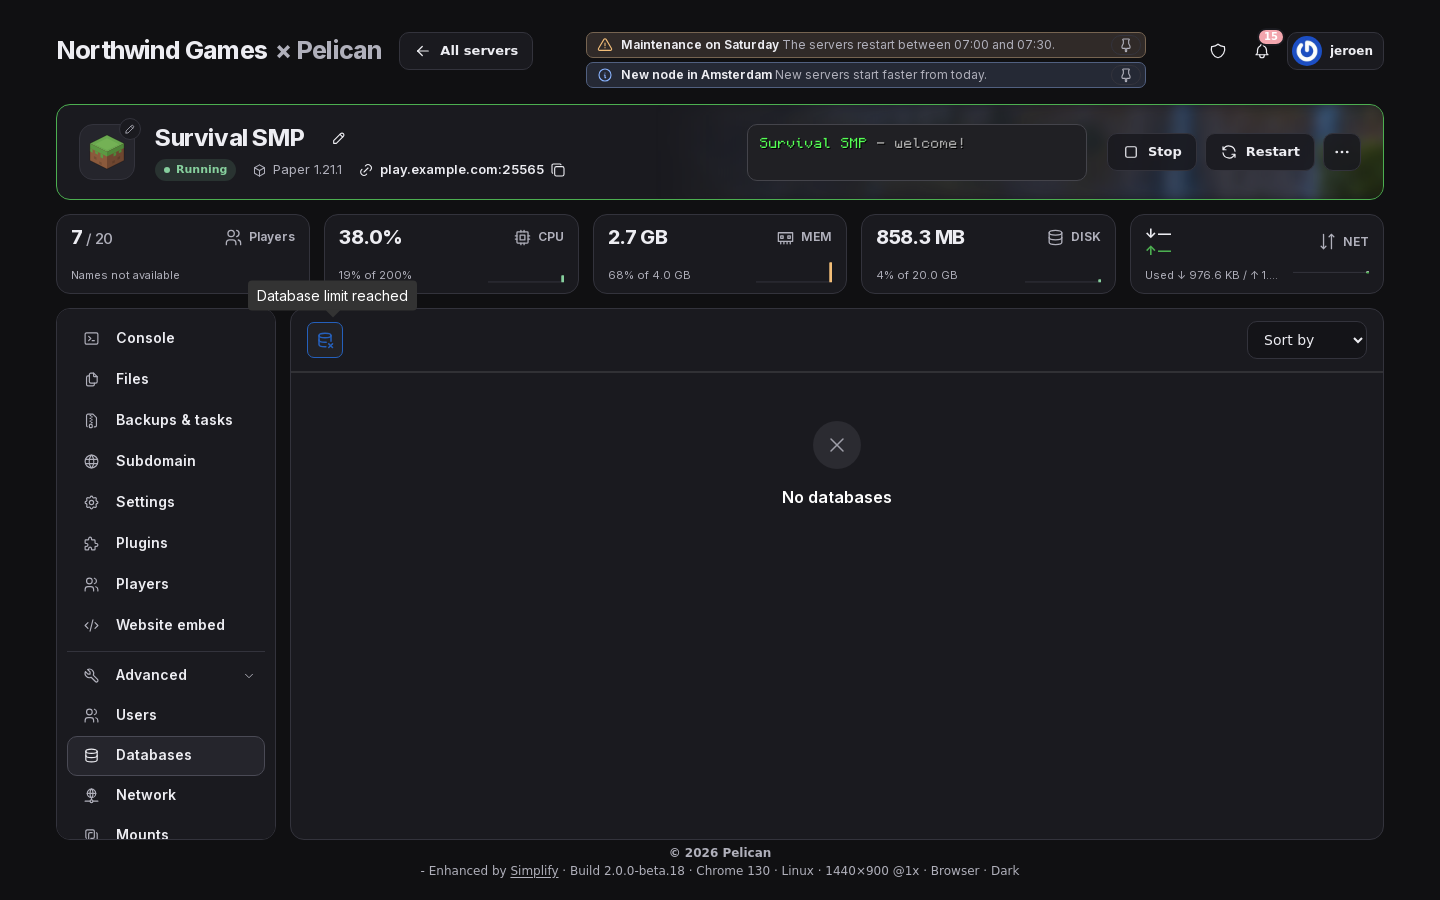 Northwind Games × Pelican
All servers
Maintenance on Saturday The servers restart between 07:00 and 07:30.
New node in Amsterdam New servers start faster from today.
15
jeroen
Survival SMP
Running
Paper 1.21.1
play.example.com:25565
Survival SMP - welcome!
Stop
Restart
7 / 20
Players
Names not available
38.0%
CPU
19% of 200%
2.7 GB
MEM
68% of 4.0 GB
858.3 MB
DISK
4% of 20.0 GB
↓—
↑—
NET
Used ↓ 976.6 KB / ↑ 1....
Database limit reached
Console
Files
Backups & tasks
Subdomain
Settings
Plugins
Players
Website embed
Advanced
Users
Databases
Network
Mounts
Sort by
No databases
© 2026 Pelican
- Enhanced by Simplify · Build 2.0.0-beta.18 · Chrome 130 · Linux · 1440×900 @1x · Browser · Dark